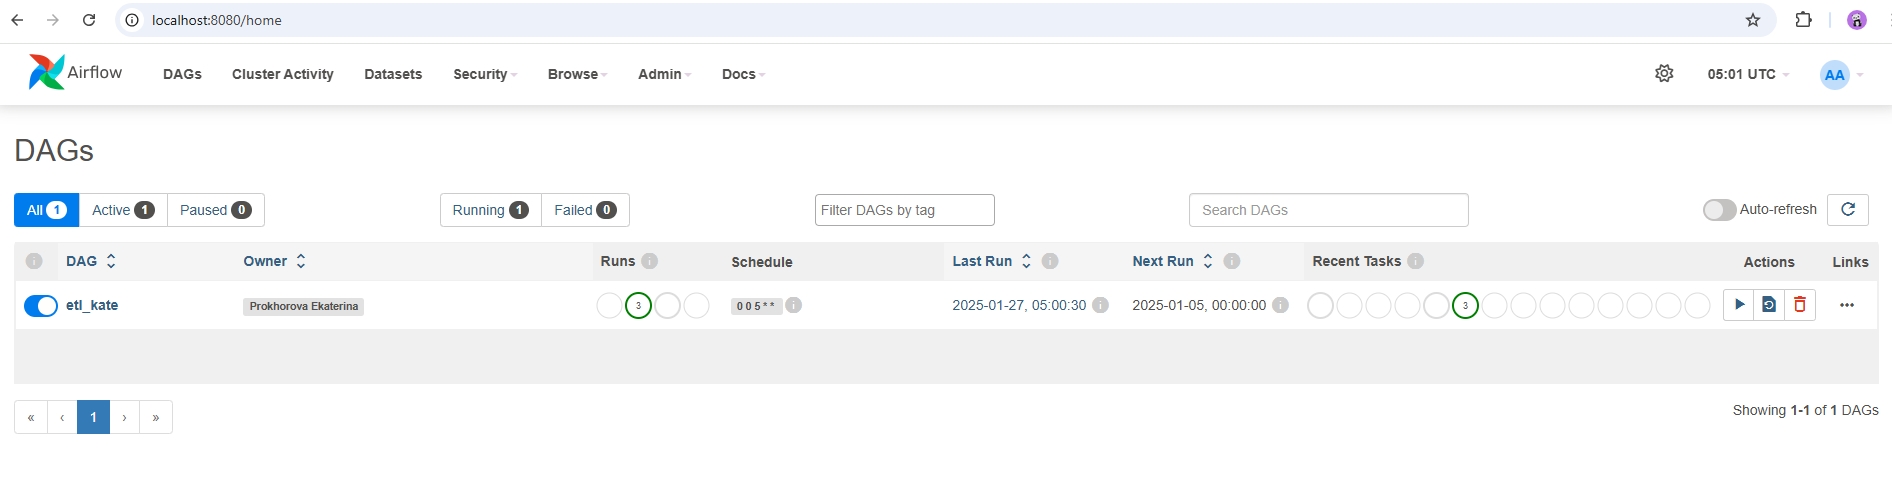 localhost:8080/home
Airflow DAGs Cluster Activity Datasets Security Browse Admin Docs 05:01 UTC AA
DAGs
All 1 Active 1 Paused 0 Running 1 Failed 0 Filter DAGs by tag Search DAGs Auto-refresh
DAG Owner Runs Schedule Last Run Next Run Recent Tasks Actions Links
etl_kate Prokhorova Ekaterina 3 0 0 5 * * 2025-01-27, 05:00:30 2025-01-05, 00:00:00 3
« ‹ 1 › » Showing 1-1 of 1 DAGs